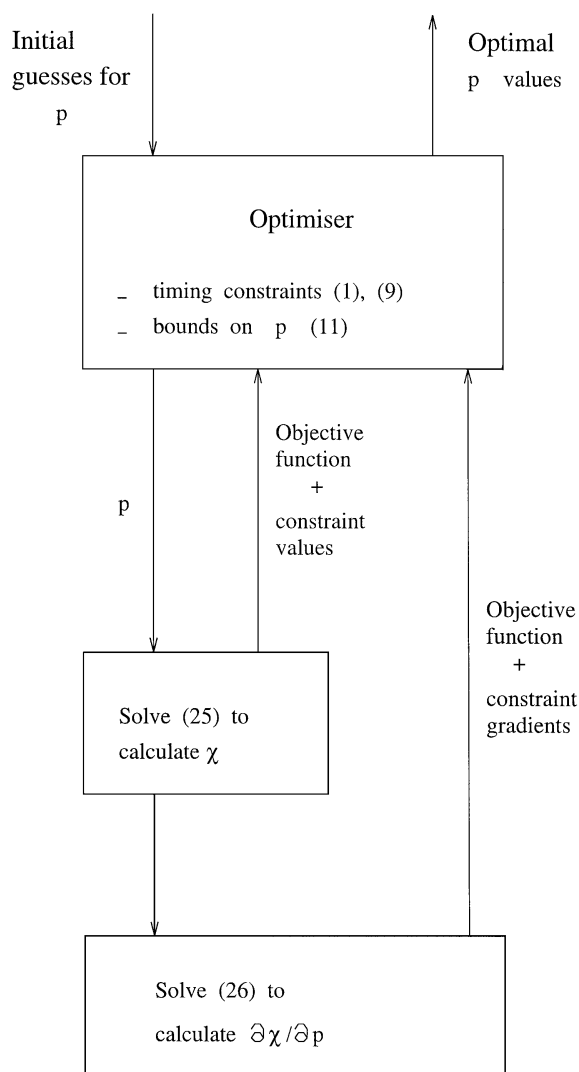 Initial
guesses for
p
Optimal
p values
Optimiser
– timing constraints (1), (9)
– bounds on p (11)
p
Objective
function
+
constraint
values
Objective
function
+
constraint
gradients
Solve (25) to
calculate χ
Solve (26) to
calculate ∂χ/∂p